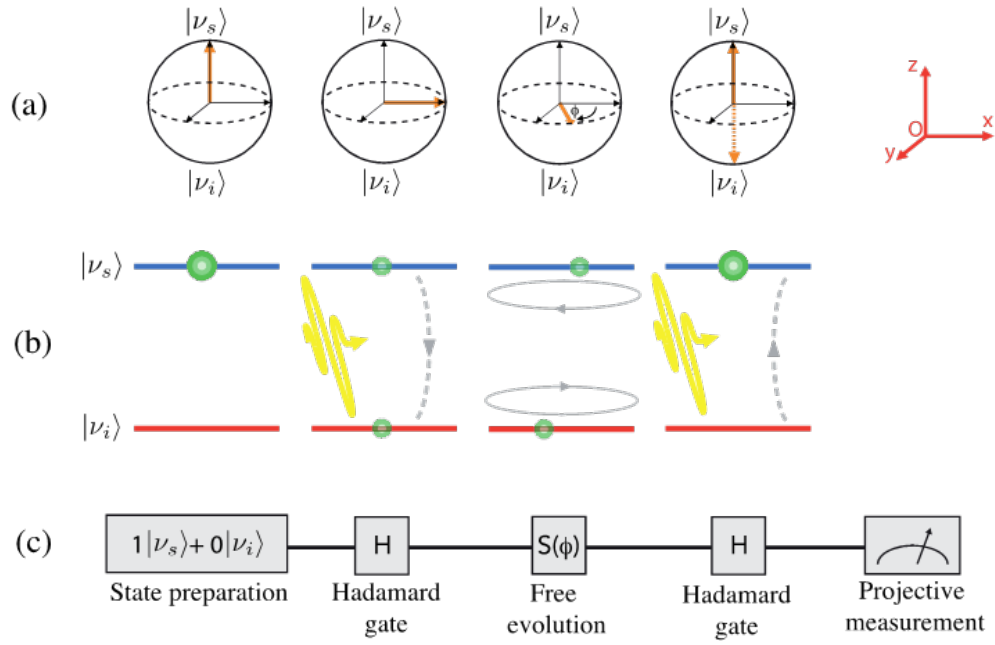 |ν_s⟩ |ν_s⟩ |ν_s⟩ |ν_s⟩
(a)
ϕ
z
O
x
y
|ν_i⟩ |ν_i⟩ |ν_i⟩ |ν_i⟩
|ν_s⟩
(b)
|ν_i⟩
(c)
1|ν_s⟩+0|ν_i⟩ H S(ϕ) H
State preparation Hadamard gate Free evolution Hadamard gate Projective measurement